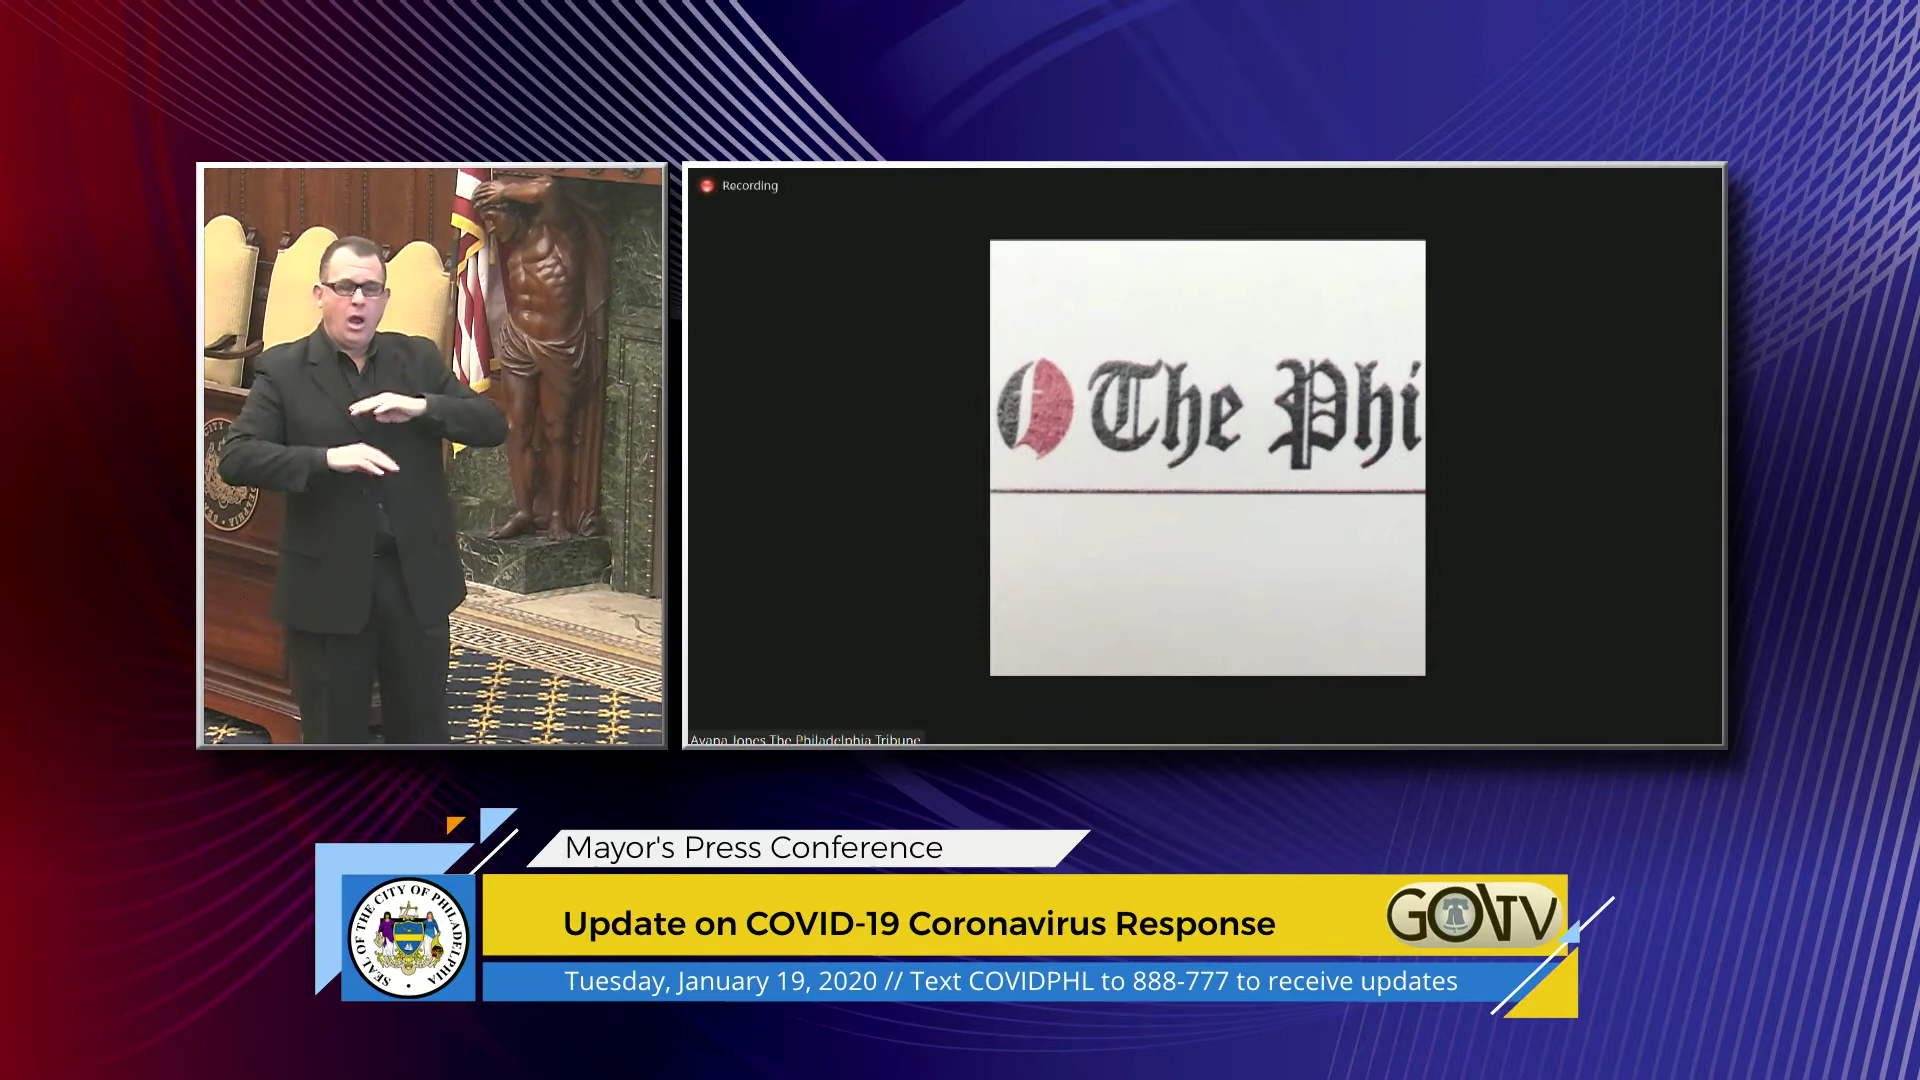 Recording
The Phi
Ayana Jones The Philadelphia Tribune
Mayor's Press Conference
SEAL OF THE CITY OF PHILADELPHIA
Update on COVID-19 Coronavirus Response
GOVTV
Tuesday, January 19, 2020 // Text COVIDPHL to 888-777 to receive updates